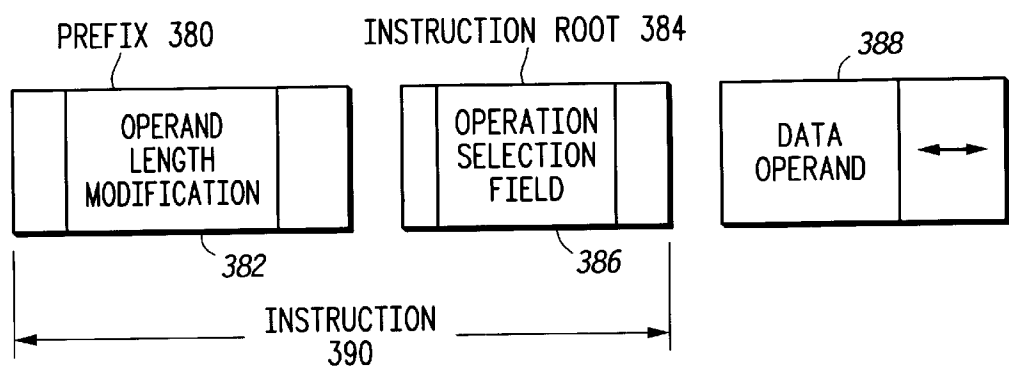 PREFIX 380
INSTRUCTION ROOT 384
388
OPERAND
LENGTH
MODIFICATION
OPERATION
SELECTION
FIELD
DATA
OPERAND
382
386
INSTRUCTION
390